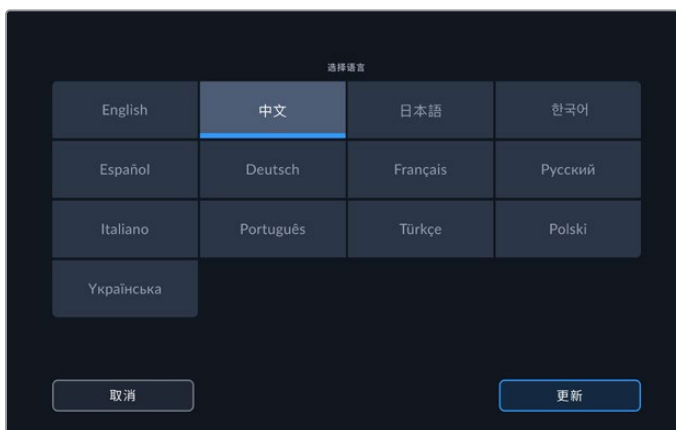 选择语言
English 中文 日本語 한국어
Español Deutsch Français Русский
Italiano Português Türkçe Polski
Українська
取消 更新